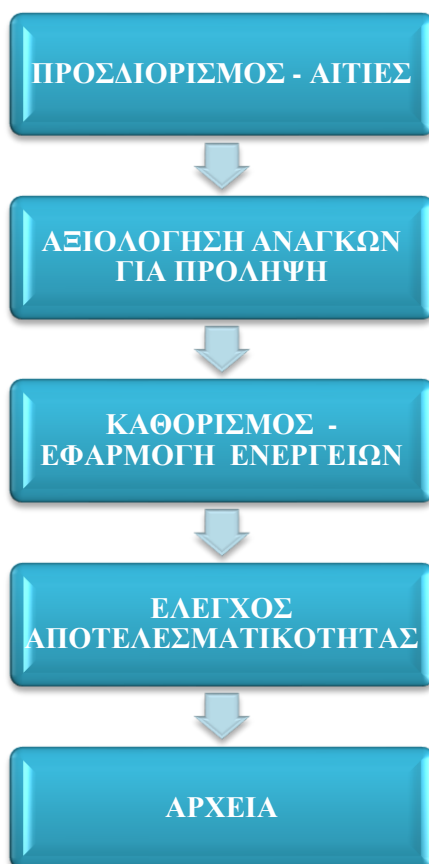 ΠΡΟΣΔΙΟΡΙΣΜΟΣ - ΑΙΤΙΕΣ
ΑΞΙΟΛΟΓΗΣΗ ΑΝΑΓΚΩΝ
ΓΙΑ ΠΡΟΛΗΨΗ
ΚΑΘΟΡΙΣΜΟΣ -
ΕΦΑΡΜΟΓΗ ΕΝΕΡΓΕΙΩΝ
ΕΛΕΓΧΟΣ
ΑΠΟΤΕΛΕΣΜΑΤΙΚΟΤΗΤΑΣ
ΑΡΧΕΙΑ